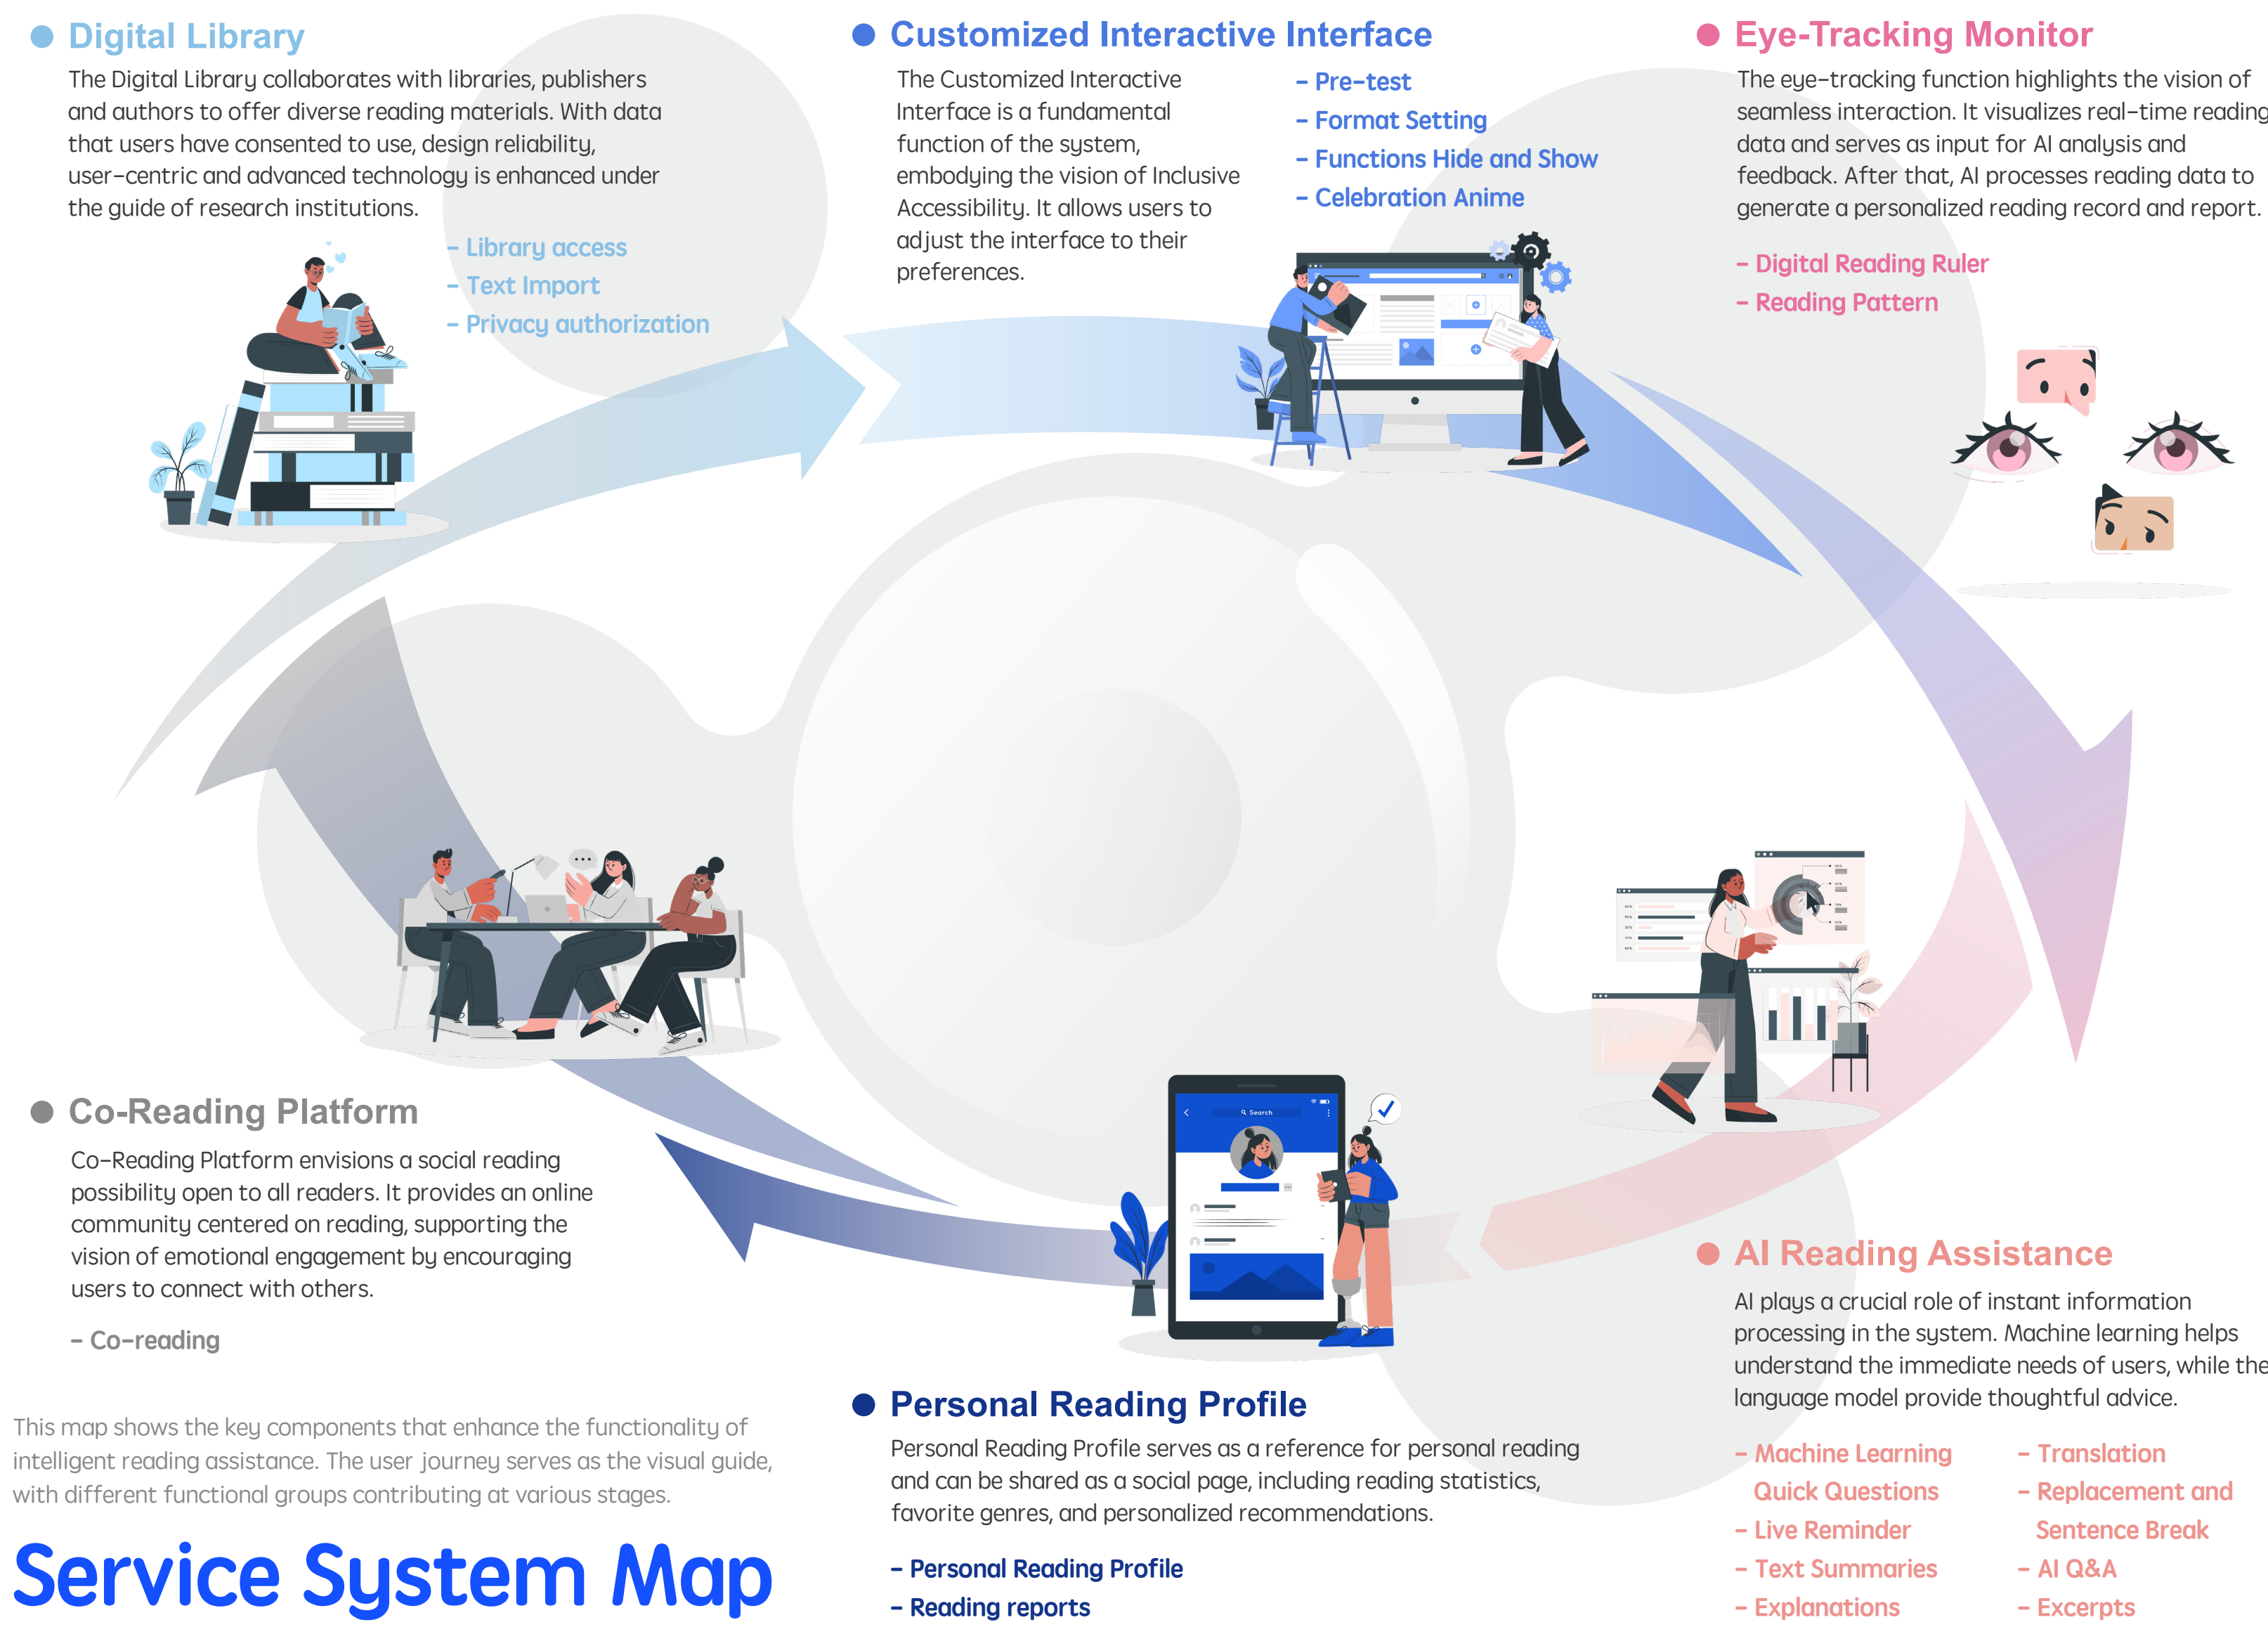 Digital Library
The Digital Library collaborates with libraries, publishers
and authors to offer diverse reading materials. With data
that users have consented to use, design reliability,
user-centric and advanced technology is enhanced under
the guide of research institutions.
- Library access
- Text Import
- Privacy authorization
Customized Interactive Interface
The Customized Interactive
Interface is a fundamental
function of the system,
embodying the vision of Inclusive
Accessibility. It allows users to
adjust the interface to their
preferences.
- Pre-test
- Format Setting
- Functions Hide and Show
- Celebration Anime
Eye-Tracking Monitor
The eye-tracking function highlights the vision of
seamless interaction. It visualizes real-time reading
data and serves as input for AI analysis and
feedback. After that, AI processes reading data to
generate a personalized reading record and report.
- Digital Reading Ruler
- Reading Pattern
Co-Reading Platform
Co-Reading Platform envisions a social reading
possibility open to all readers. It provides an online
community centered on reading, supporting the
vision of emotional engagement by encouraging
users to connect with others.
- Co-reading
Search
Personal Reading Profile
Personal Reading Profile serves as a reference for personal reading
and can be shared as a social page, including reading statistics,
favorite genres, and personalized recommendations.
- Personal Reading Profile
- Reading reports
AI Reading Assistance
AI plays a crucial role of instant information
processing in the system. Machine learning helps
understand the immediate needs of users, while the
language model provide thoughtful advice.
- Machine Learning
Quick Questions
- Live Reminder
- Text Summaries
- Explanations
- Translation
- Replacement and
Sentence Break
- AI Q&A
- Excerpts
This map shows the key components that enhance the functionality of
intelligent reading assistance. The user journey serves as the visual guide,
with different functional groups contributing at various stages.
Service System Map